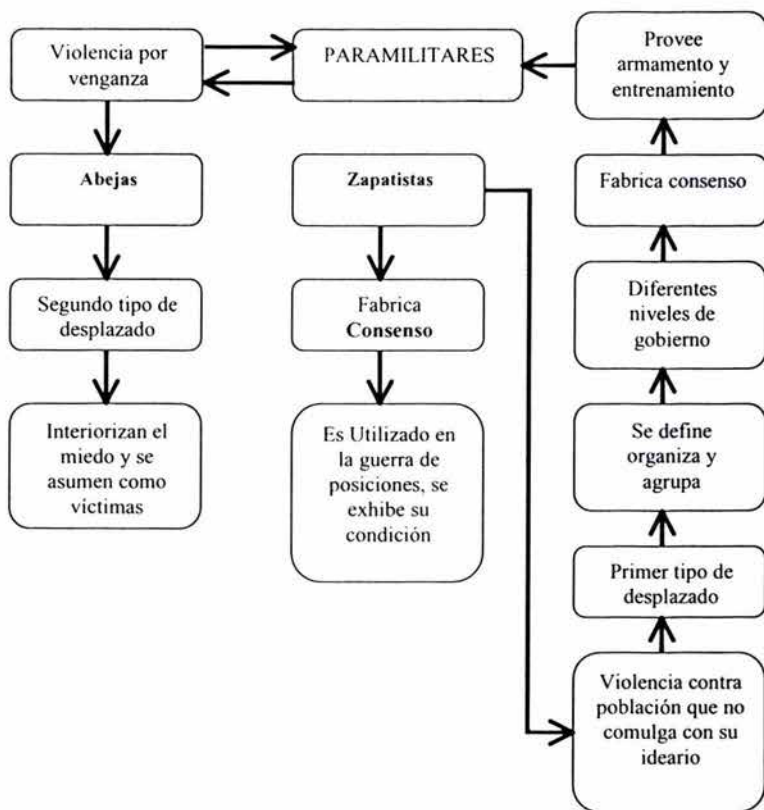 Violencia por
venganza
PARAMILITARES
Provee
armamento y
entrenamiento
Abejas
Zapatistas
Fabrica consenso
Segundo tipo de
desplazado
Fabrica
Consenso
Diferentes
niveles de
gobierno
Interiorizan el
miedo y se
asumen como
víctimas
Es Utilizado en
la guerra de
posiciones, se
exhibe su
condición
Se define
organiza y
agrupa
Primer tipo de
desplazado
Violencia contra
población que no
comulga con su
ideario